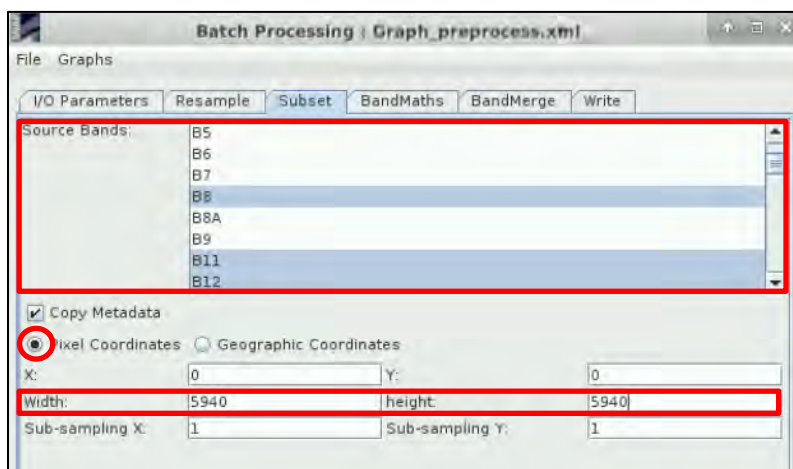 Batch Processing : Graph_preprocess.xml
File Graphs
I/O Parameters Resample Subset BandMaths BandMerge Write
Source Bands:
B5
B6
B7
B8
B8A
B9
B11
B12
Copy Metadata
Pixel Coordinates Geographic Coordinates
X: 0 Y: 0
Width: 5940 height: 5940
Sub-sampling X: 1 Sub-sampling Y: 1